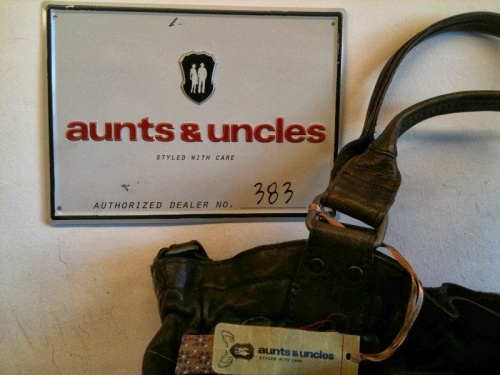 aunts & uncles
STYLED WITH CARE
AUTHORIZED DEALER NO. 383
aunts & uncles
STYLED WITH CARE